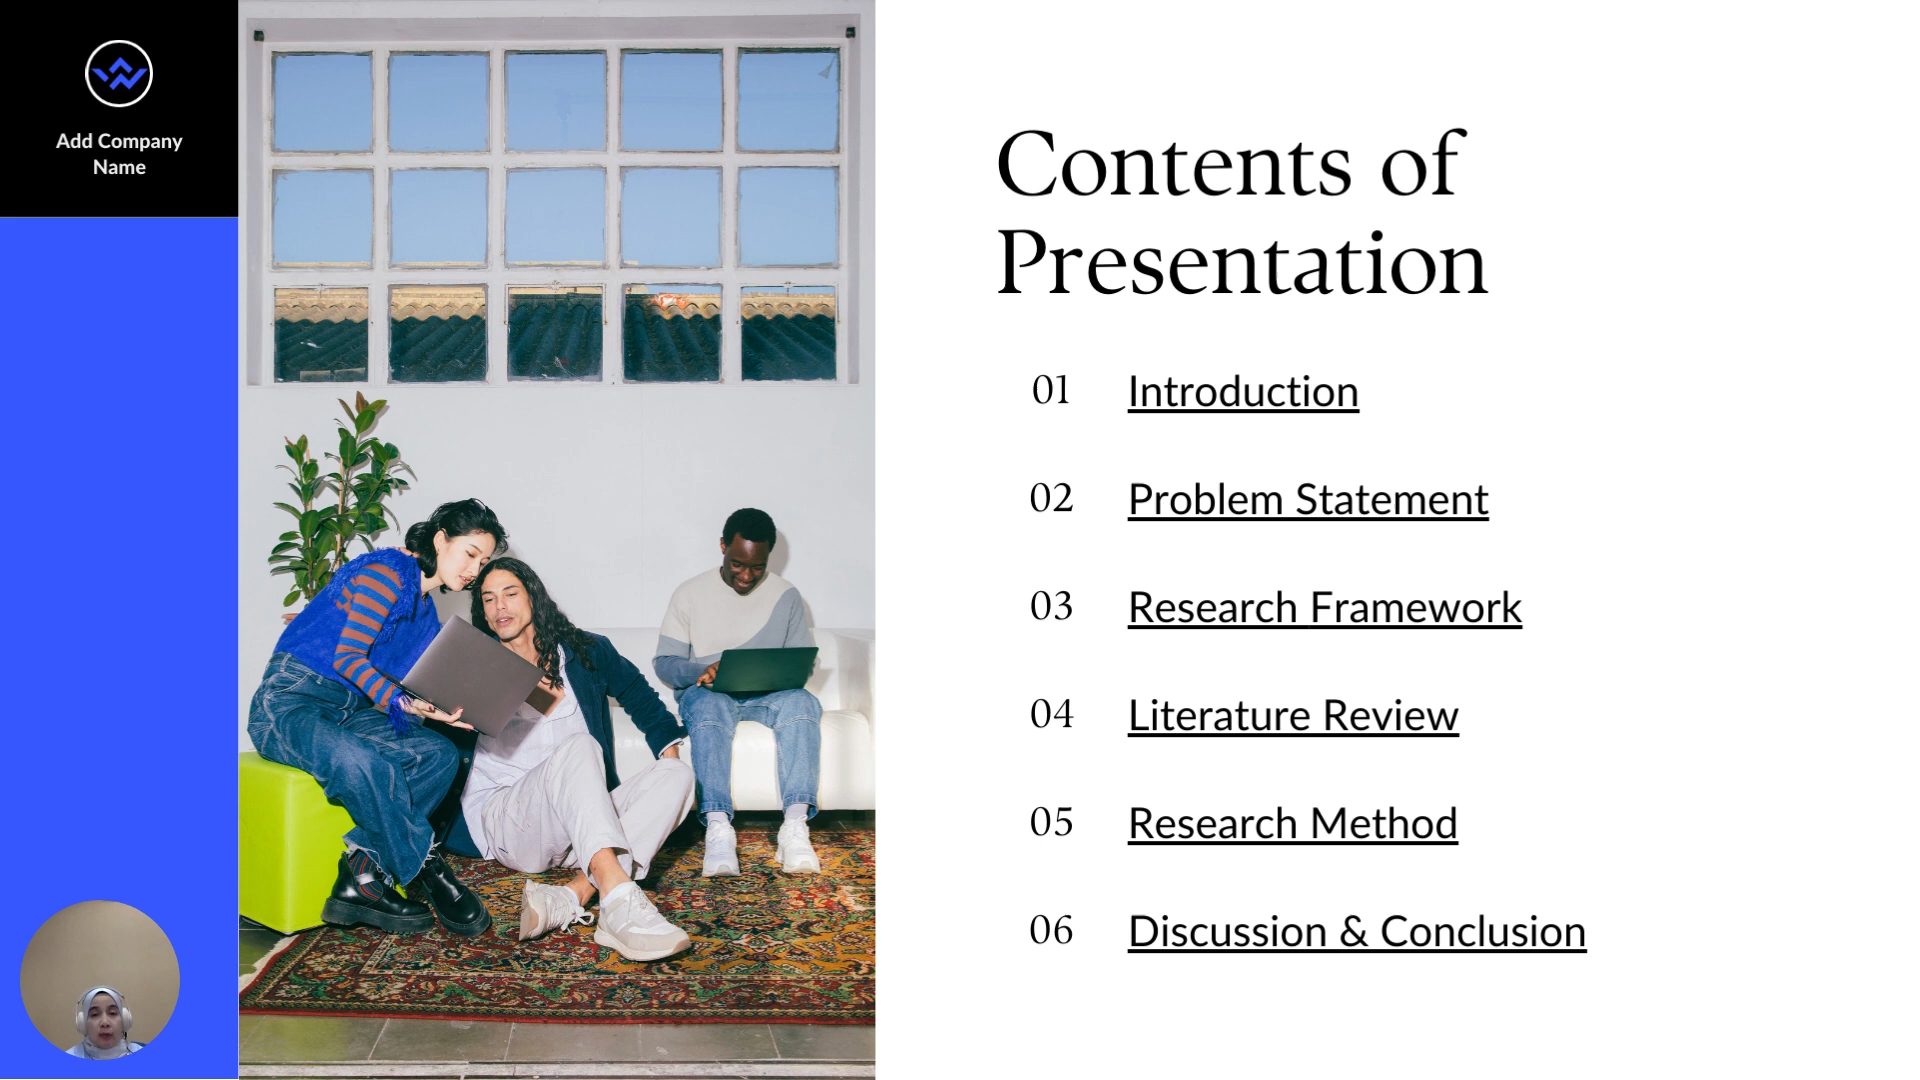 Add Company
Name
Contents of
Presentation
01 Introduction
02 Problem Statement
03 Research Framework
04 Literature Review
05 Research Method
06 Discussion & Conclusion